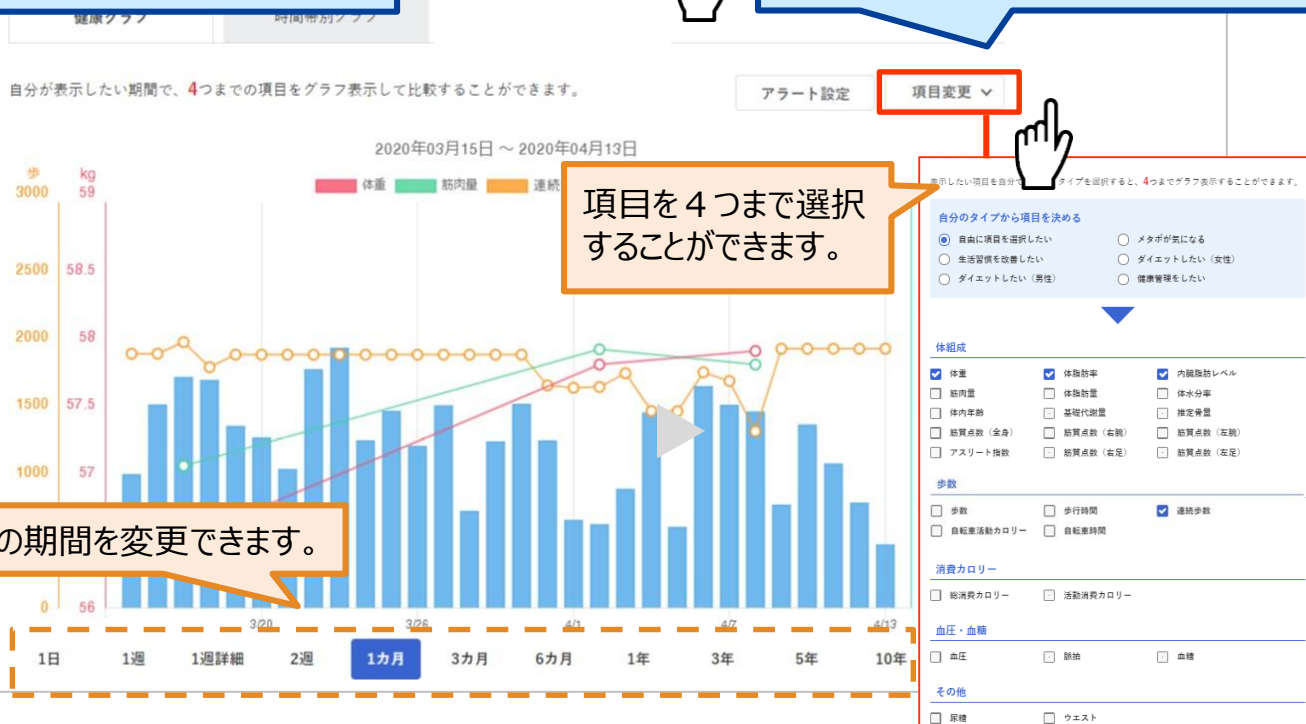 健康グラフ
時間帯別グラフ
自分が表示したい期間で、4つまでの項目をグラフ表示して比較することができます。
アラート設定
項目変更
2020年03月15日 ～ 2020年04月13日
歩
kg
体重
筋肉量
連続
項目を４つまで選択
することができます。
3000
59
2500
58.5
2000
58
1500
57.5
1000
57
0
56
の期間を変更できます。
3/20
3/26
4/1
4/7
4/13
1日
1週
1週詳細
2週
1カ月
3カ月
6カ月
1年
3年
5年
10年
表示したい項目を自分で
タイプを選択すると、4つまでグラフ表示することができます。
自分のタイプから項目を決める
自由に項目を選択したい
メタボが気になる
生活習慣を改善したい
ダイエットしたい（女性）
ダイエットしたい（男性）
健康管理をしたい
体組成
体重
体脂肪率
内臓脂肪レベル
筋肉量
体脂肪量
体水分率
体内年齢
基礎代謝量
推定骨量
筋質点数（全身）
筋質点数（右腕）
筋質点数（左腕）
アスリート指数
筋質点数（右足）
筋質点数（左足）
歩数
歩数
歩行時間
連続歩数
自転車活動カロリー
自転車時間
消費カロリー
総消費カロリー
活動消費カロリー
血圧・血糖
血圧
脈拍
血糖
その他
尿糖
ウエスト